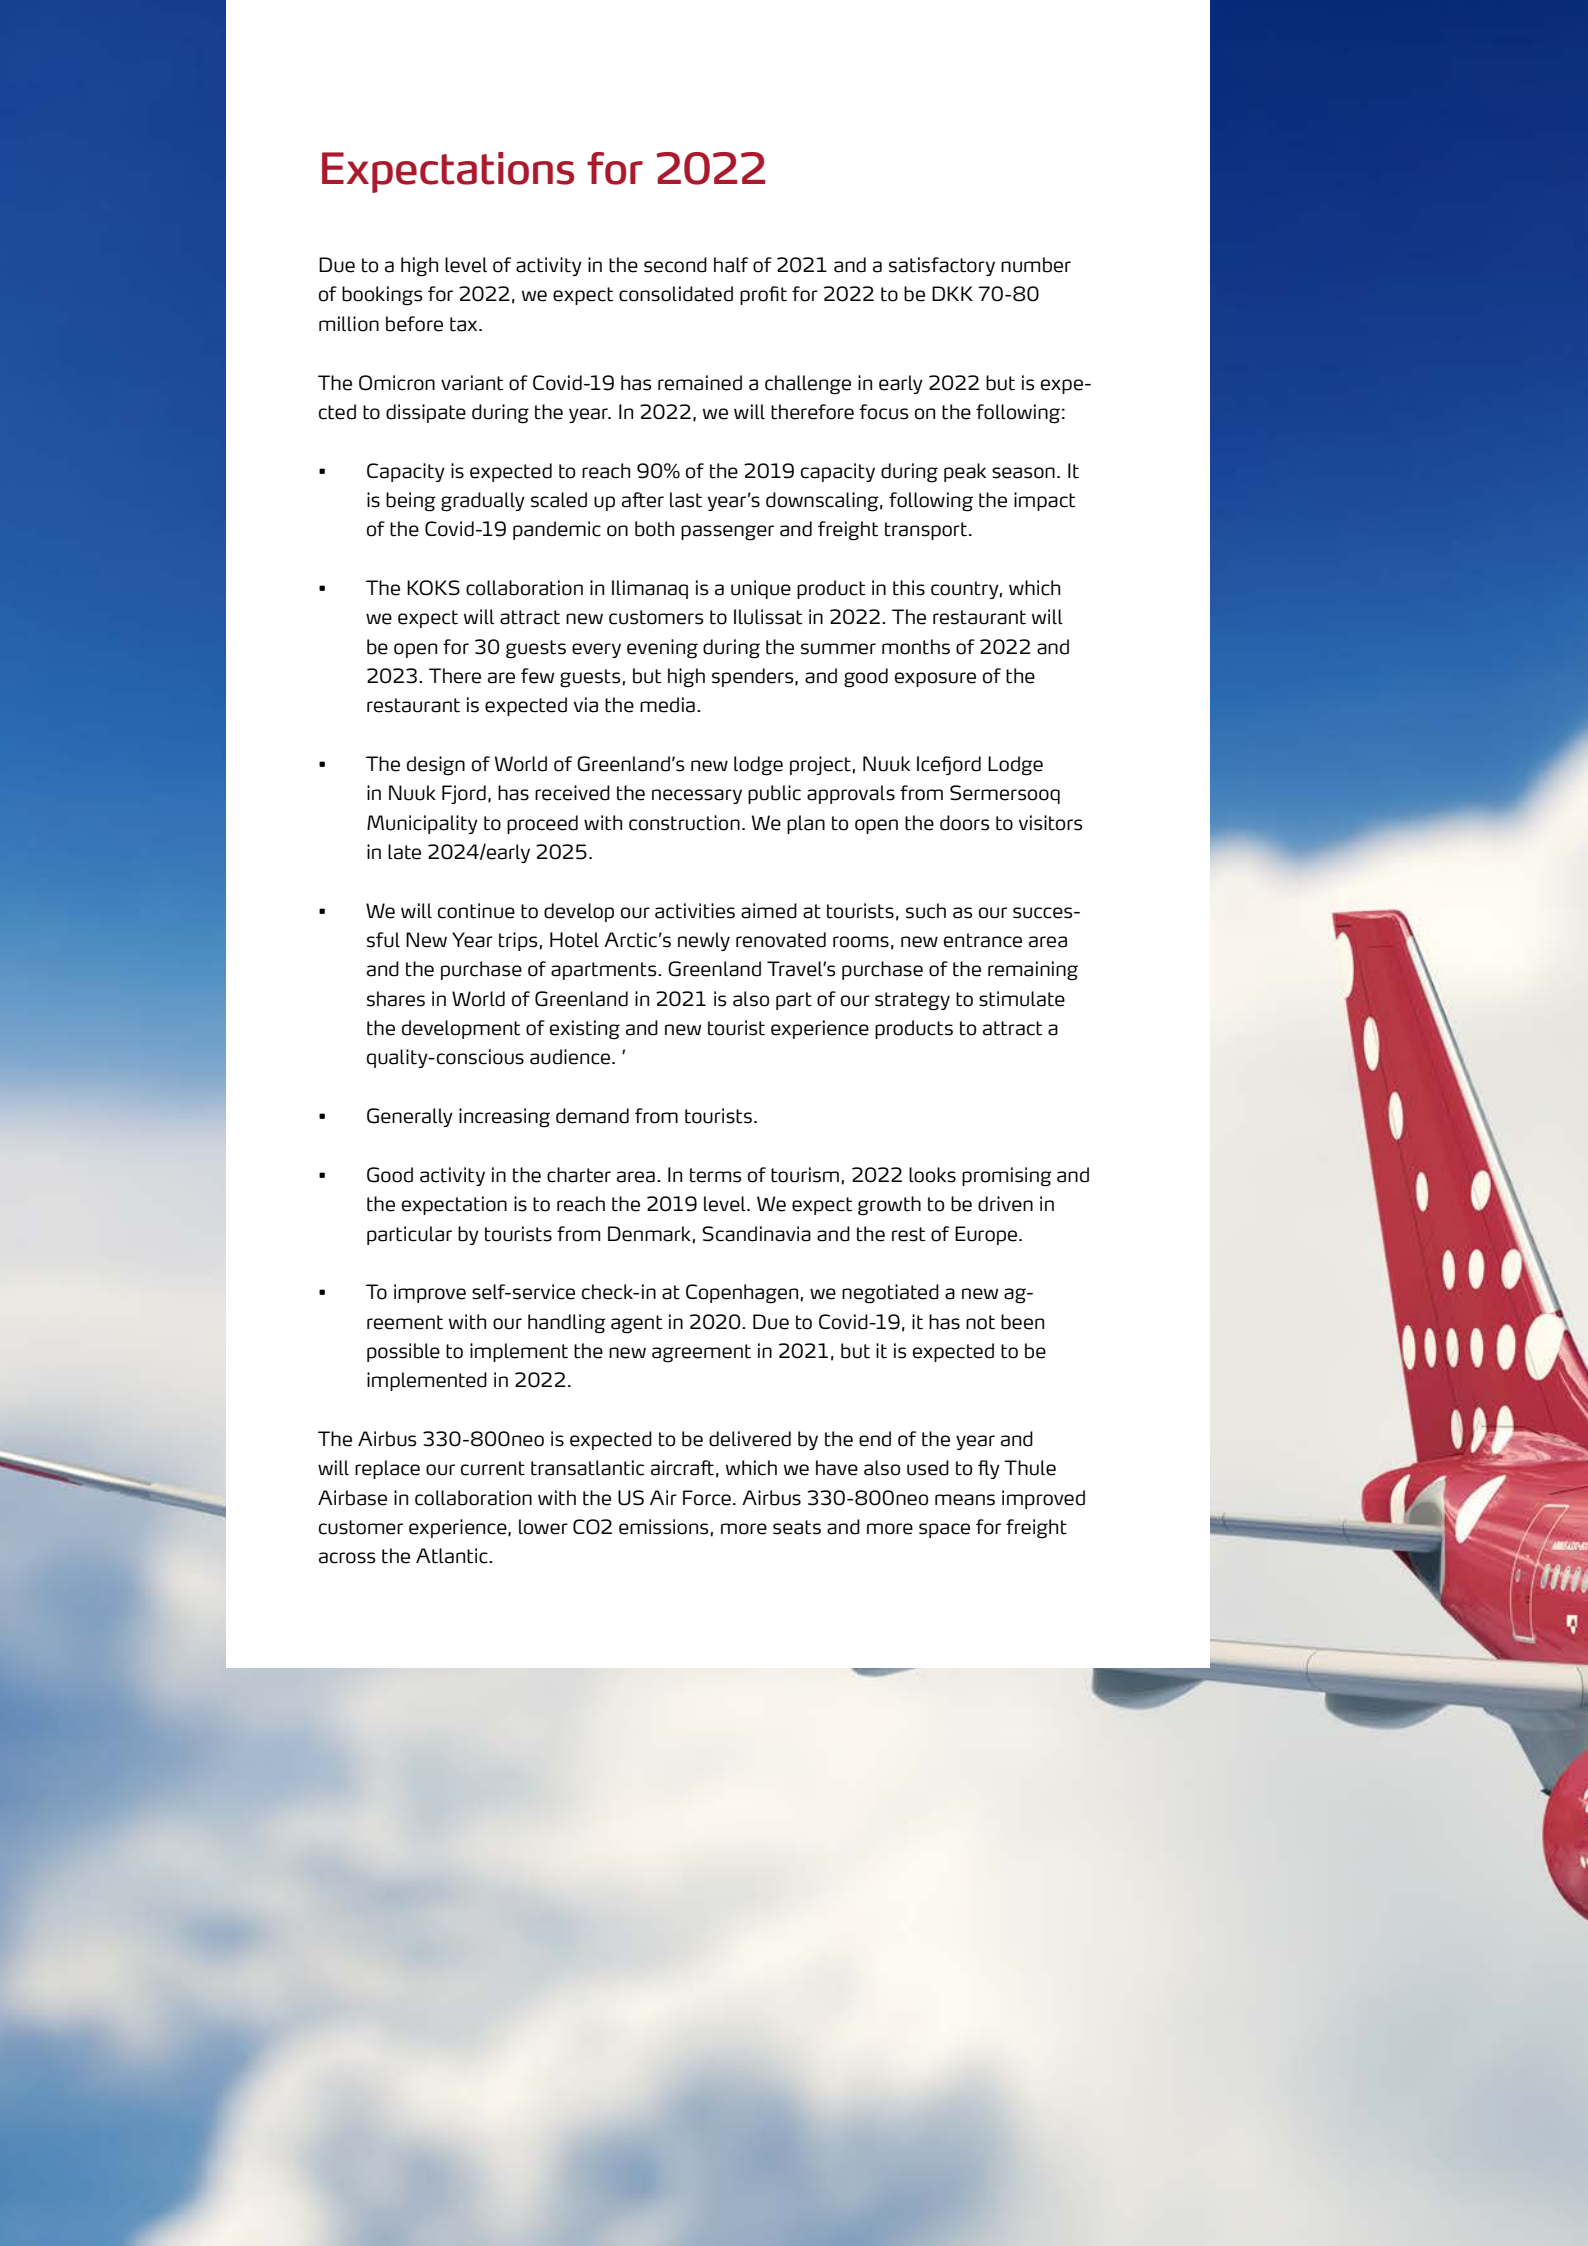 Expectations for 2022
Due to a high level of activity in the second half of 2021 and a satisfactory number
of bookings for 2022, we expect consolidated profit for 2022 to be DKK 70-80
million before tax.
The Omicron variant of Covid-19 has remained a challenge in early 2022 but is expe-
cted to dissipate during the year. In 2022, we will therefore focus on the following:
▪ Capacity is expected to reach 90% of the 2019 capacity during peak season. It
is being gradually scaled up after last year’s downscaling, following the impact
of the Covid-19 pandemic on both passenger and freight transport.
▪ The KOKS collaboration in Ilimanaq is a unique product in this country, which
we expect will attract new customers to Ilulissat in 2022. The restaurant will
be open for 30 guests every evening during the summer months of 2022 and
2023. There are few guests, but high spenders, and good exposure of the
restaurant is expected via the media.
▪ The design of World of Greenland’s new lodge project, Nuuk Icefjord Lodge
in Nuuk Fjord, has received the necessary public approvals from Sermersooq
Municipality to proceed with construction. We plan to open the doors to visitors
in late 2024/early 2025.
▪ We will continue to develop our activities aimed at tourists, such as our succes-
sful New Year trips, Hotel Arctic’s newly renovated rooms, new entrance area
and the purchase of apartments. Greenland Travel’s purchase of the remaining
shares in World of Greenland in 2021 is also part of our strategy to stimulate
the development of existing and new tourist experience products to attract a
quality-conscious audience. ’
▪ Generally increasing demand from tourists.
▪ Good activity in the charter area. In terms of tourism, 2022 looks promising and
the expectation is to reach the 2019 level. We expect growth to be driven in
particular by tourists from Denmark, Scandinavia and the rest of Europe.
▪ To improve self-service check-in at Copenhagen, we negotiated a new ag-
reement with our handling agent in 2020. Due to Covid-19, it has not been
possible to implement the new agreement in 2021, but it is expected to be
implemented in 2022.
The Airbus 330-800neo is expected to be delivered by the end of the year and
will replace our current transatlantic aircraft, which we have also used to fly Thule
Airbase in collaboration with the US Air Force. Airbus 330-800neo means improved
customer experience, lower CO2 emissions, more seats and more space for freight
across the Atlantic.